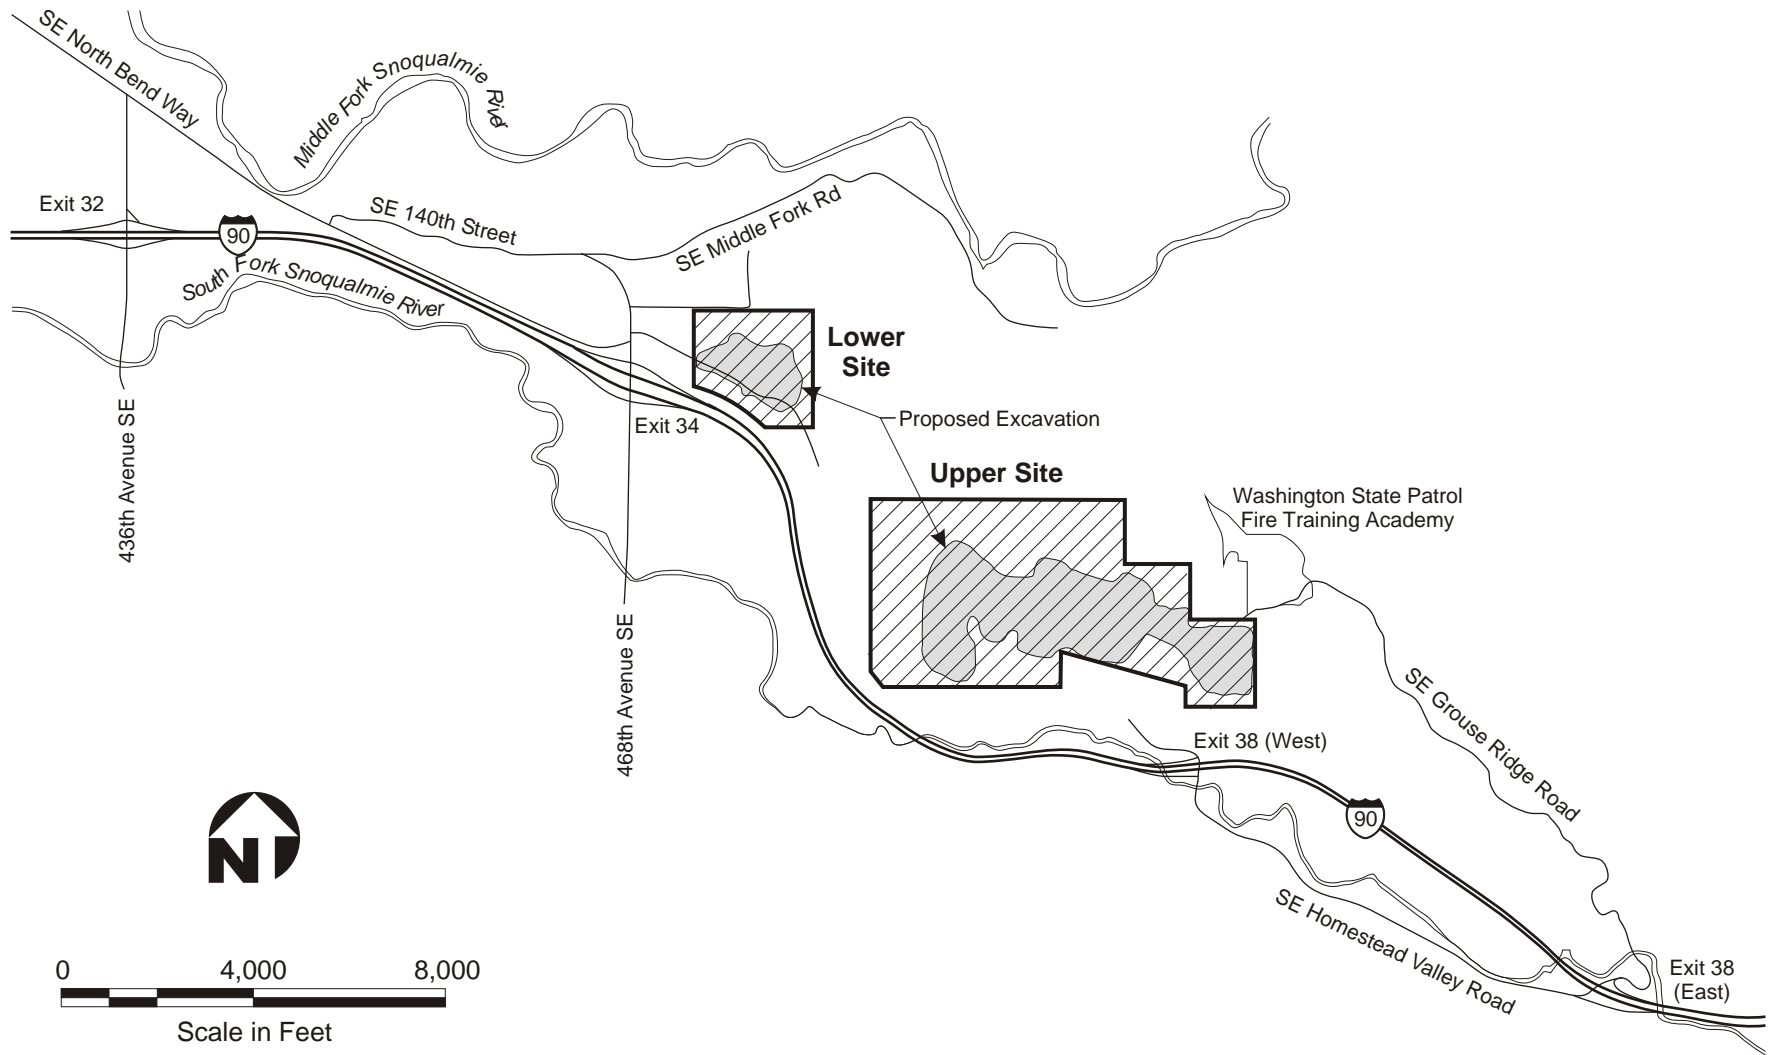 SE North Bend Way
Middle Fork Snoqualmie
River
Exit 32
90
SE 140th Street
SE Middle Fork Rd
South Fork Snoqualmie River
Lower
Site
Proposed Excavation
Exit 34
436th Avenue SE
Upper Site
Washington State Patrol
Fire Training Academy
468th Avenue SE
SE Grouse Ridge Road
Exit 38 (West)
90
N
SE Homestead Valley Road
Exit 38
(East)
0 4,000 8,000
Scale in Feet